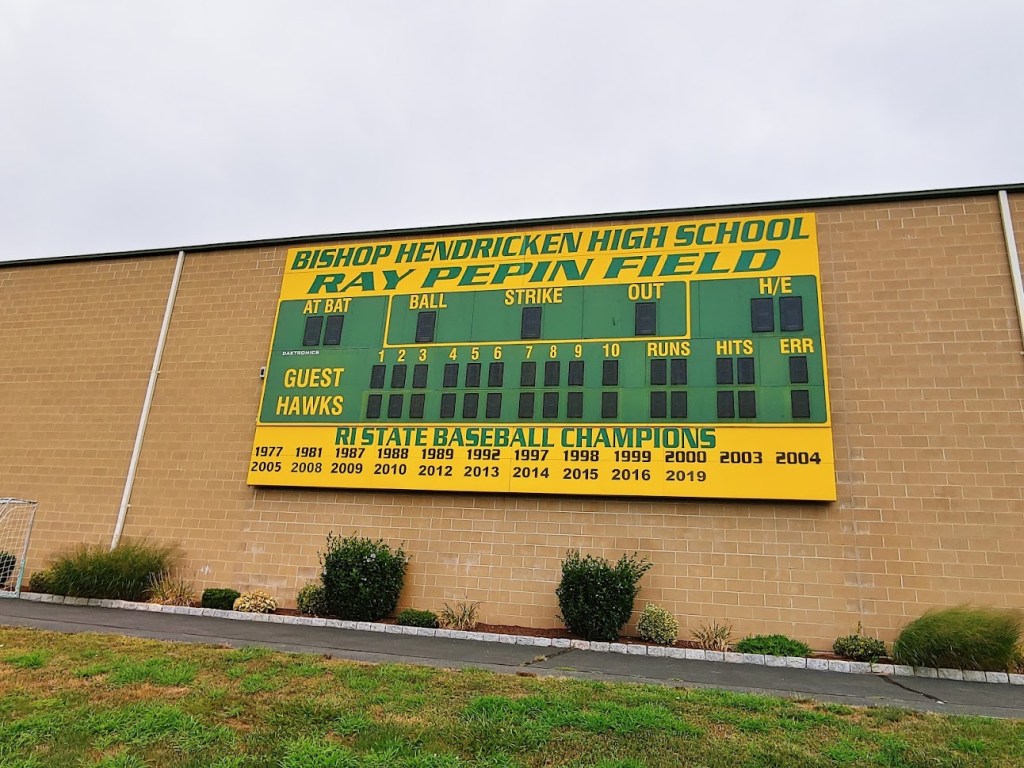 BISHOP HENDRICKEN HIGH SCHOOL
RAY PEPIN FIELD
AT BAT BALL STRIKE OUT H/E
DAKTRONICS
1 2 3 4 5 6 7 8 9 10 RUNS HITS ERR
GUEST
HAWKS
RI STATE BASEBALL CHAMPIONS
1977 1981 1987 1988 1989 1992 1997 1998 1999 2000 2003 2004
2005 2008 2009 2010 2012 2013 2014 2015 2016 2019